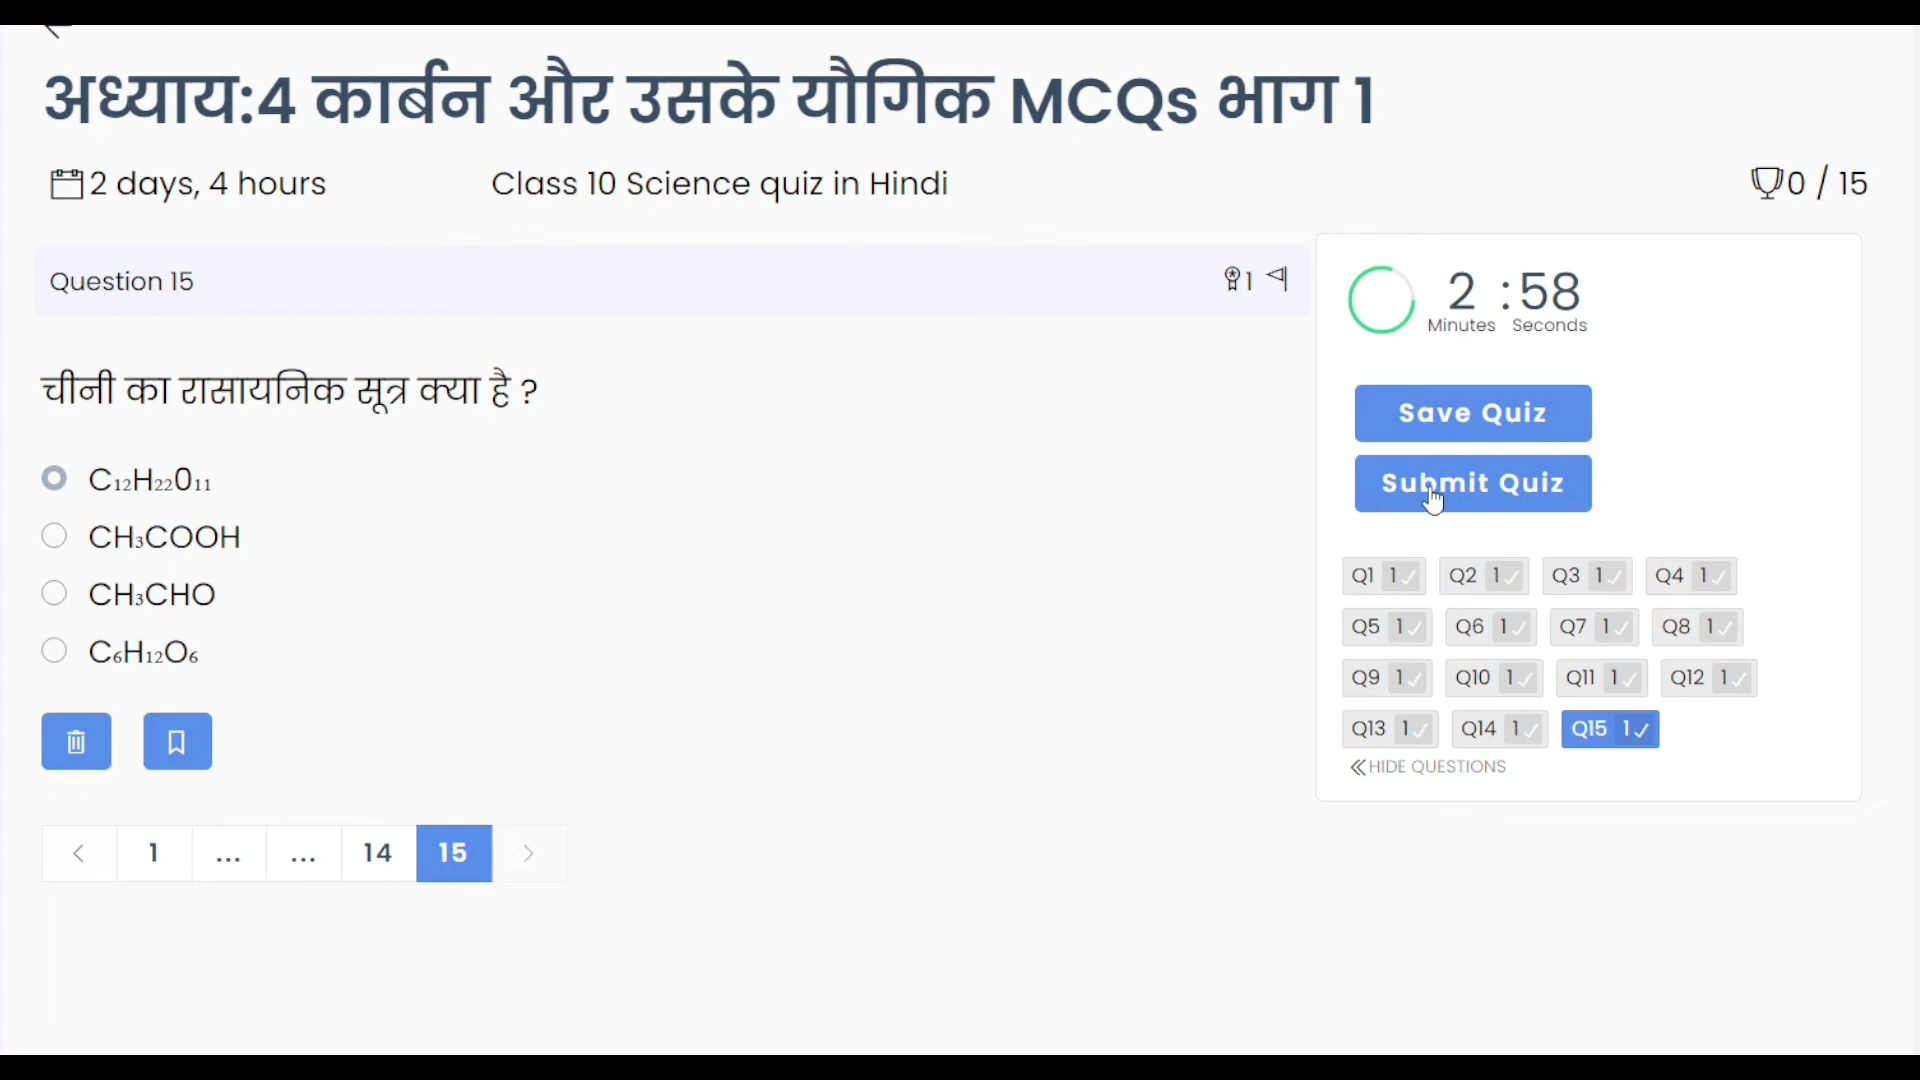 अध्याय:4 कार्बन और उसके यौगिक MCQs भाग 1
2 days, 4 hours
Class 10 Science quiz in Hindi
0 / 15
Question 15
1
चीनी का रासायनिक सूत्र क्या है ?
C₁₂H₂₂0₁₁
CH₃COOH
CH₃CHO
C₆H₁₂O₆
1 ... ... 14 15
2 : 58
Minutes Seconds
Save Quiz
Submit Quiz
Q1 1 Q2 1 Q3 1 Q4 1
Q5 1 Q6 1 Q7 1 Q8 1
Q9 1 Q10 1 Q11 1 Q12 1
Q13 1 Q14 1 Q15 1
HIDE QUESTIONS